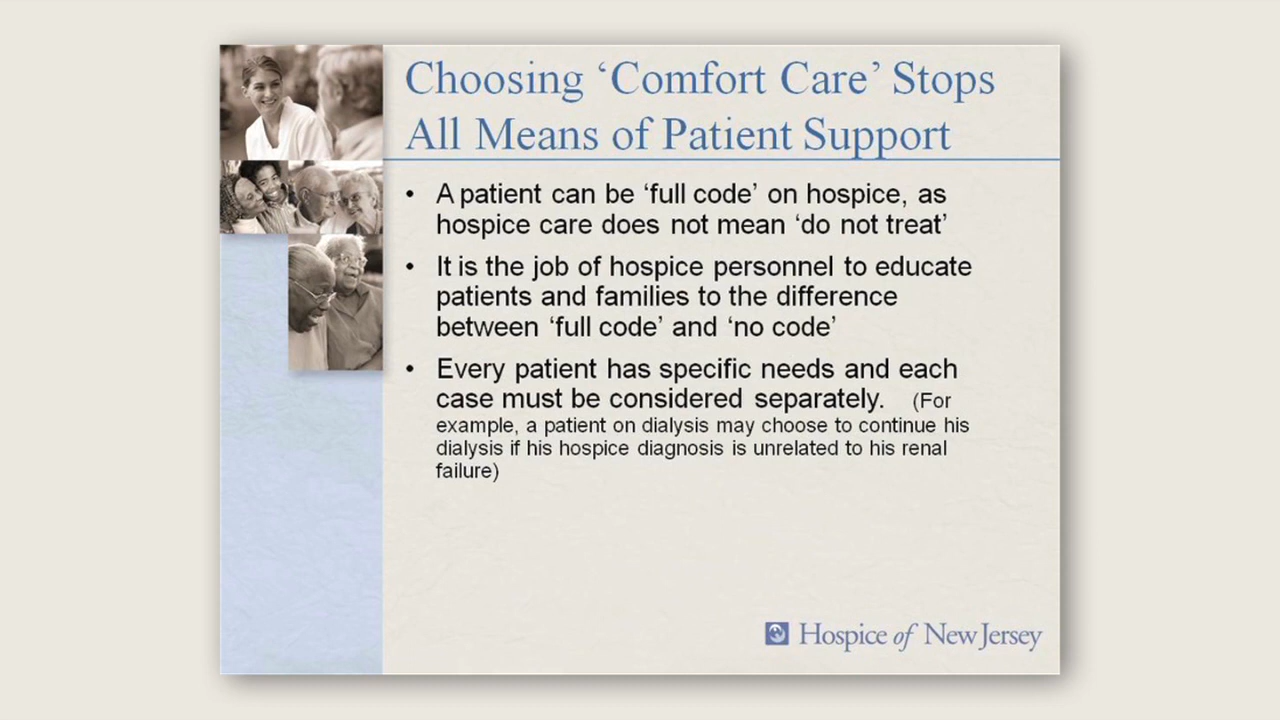 Choosing ‘Comfort Care’ Stops
All Means of Patient Support
• A patient can be ‘full code’ on hospice, as
hospice care does not mean ‘do not treat’
• It is the job of hospice personnel to educate
patients and families to the difference
between ‘full code’ and ‘no code’
• Every patient has specific needs and each
case must be considered separately. (For
example, a patient on dialysis may choose to continue his
dialysis if his hospice diagnosis is unrelated to his renal
failure)
Hospice of New Jersey